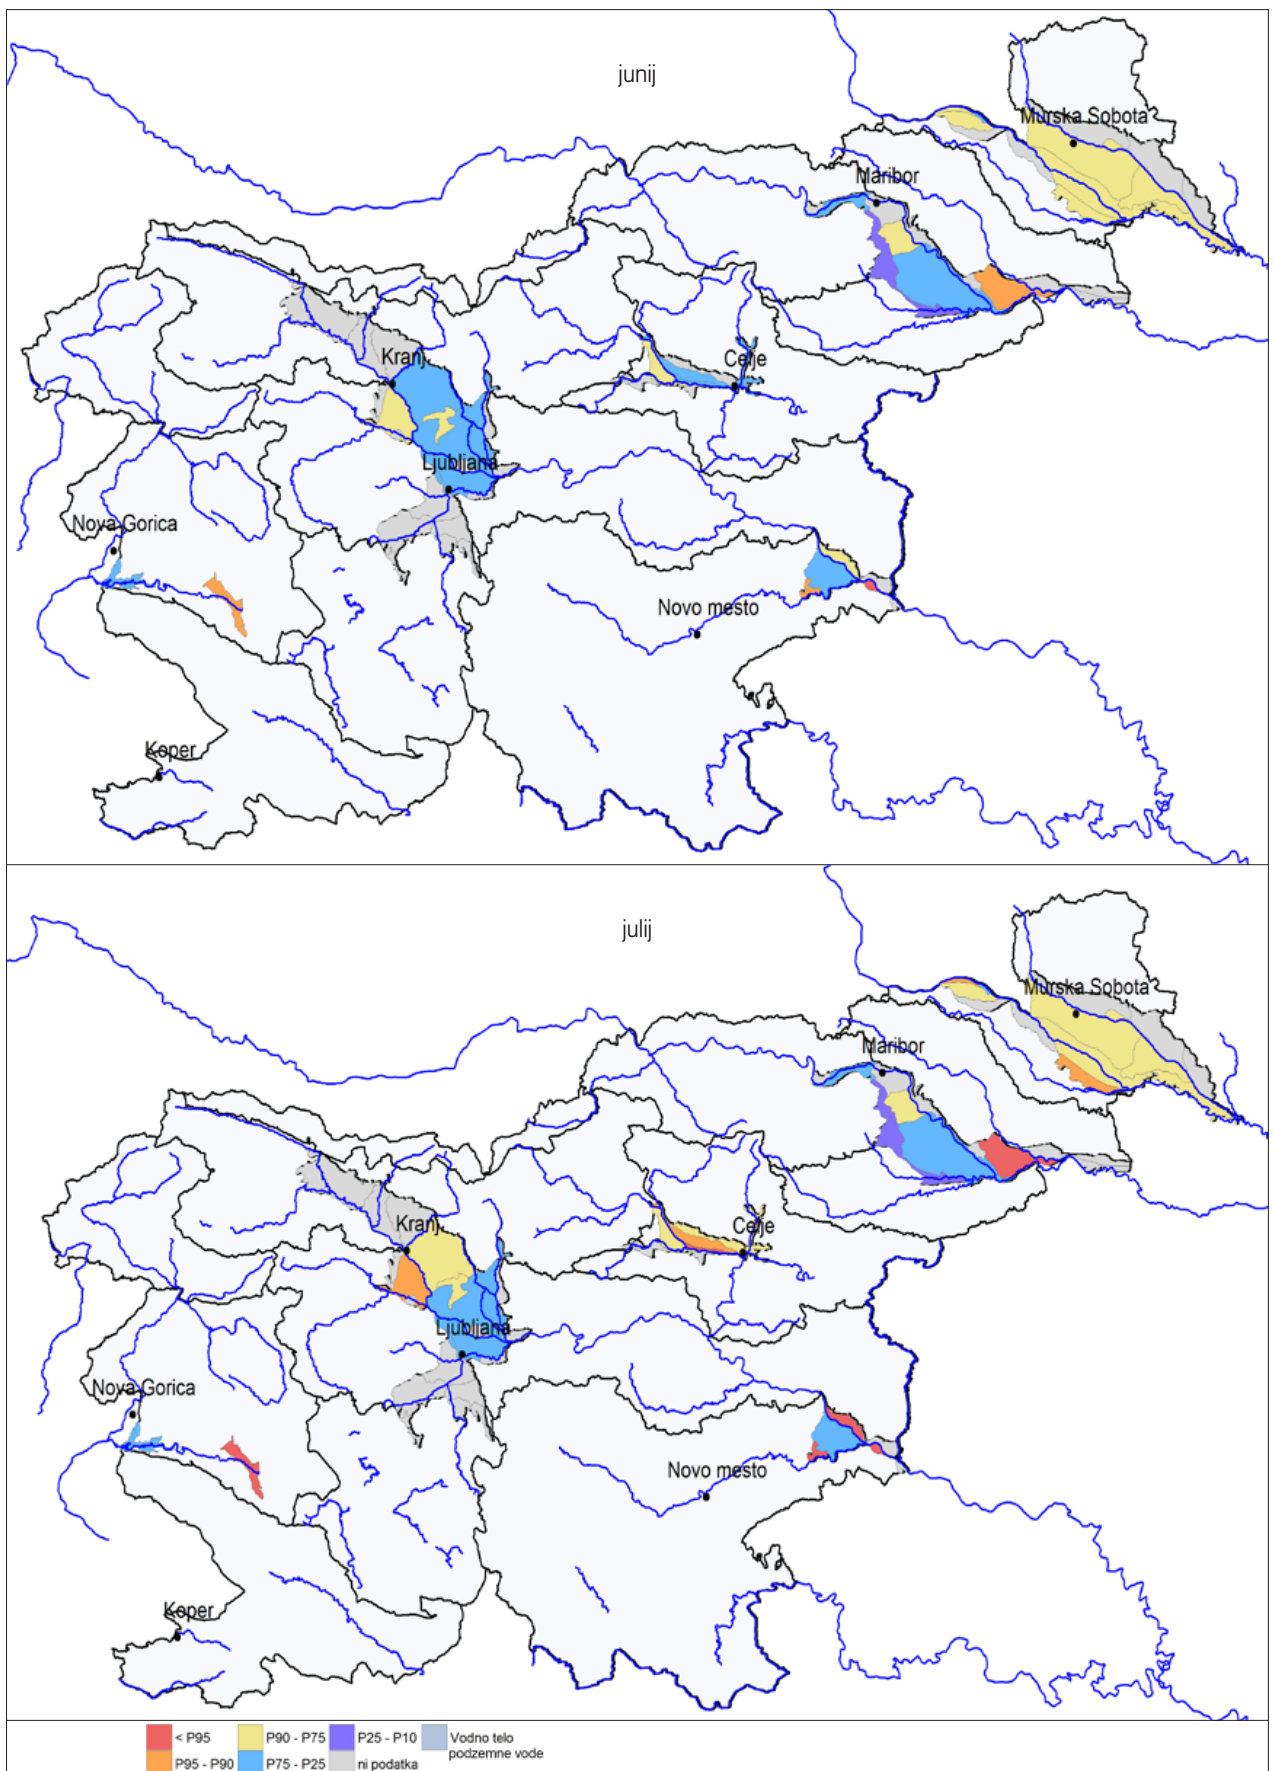 junij
Murska Sobota
Maribor
Kranj
Celje
Ljubljana
Nova Gorica
Novo mesto
Koper
julij
Murska Sobota
Maribor
Kranj
Celje
Ljubljana
Nova Gorica
Novo mesto
Koper
< P95 P90 - P75 P25 - P10 Vodno telo
P95 - P90 P75 - P25 ni podatka podzemne vode